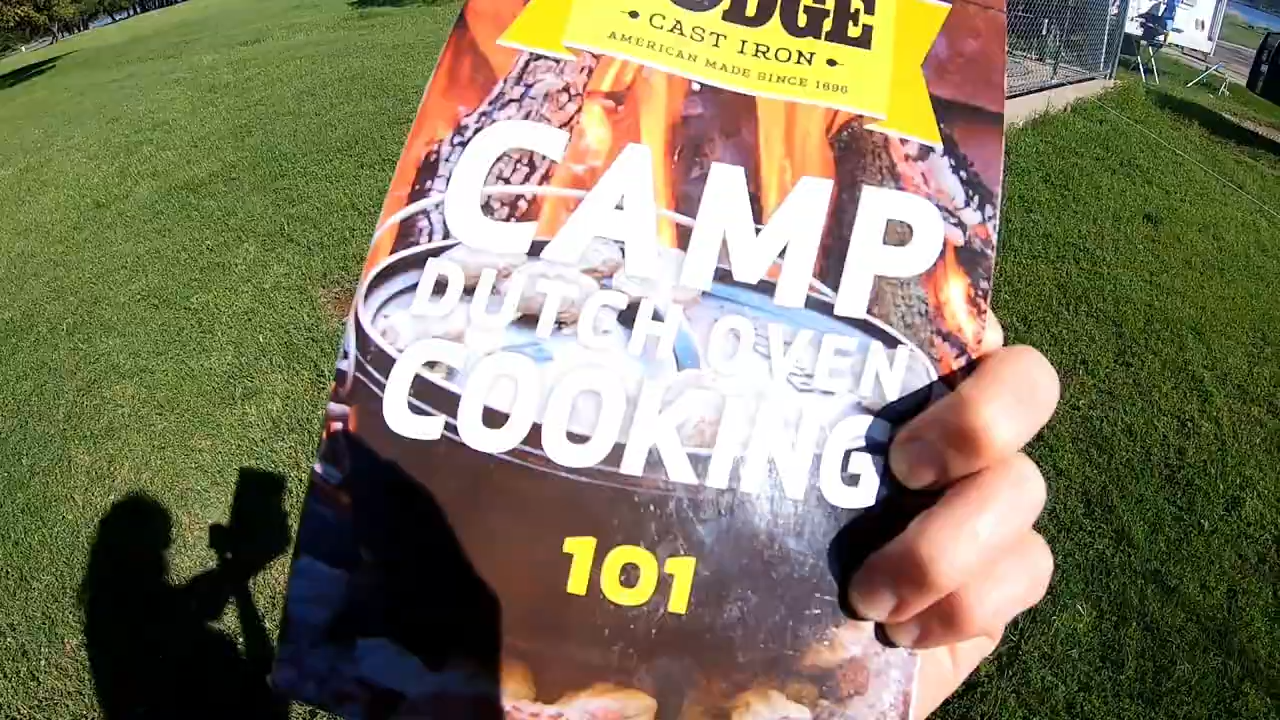 CAST IRON
AMERICAN MADE SINCE 1896
CAMP
DUTCH OVEN
COOKING
101